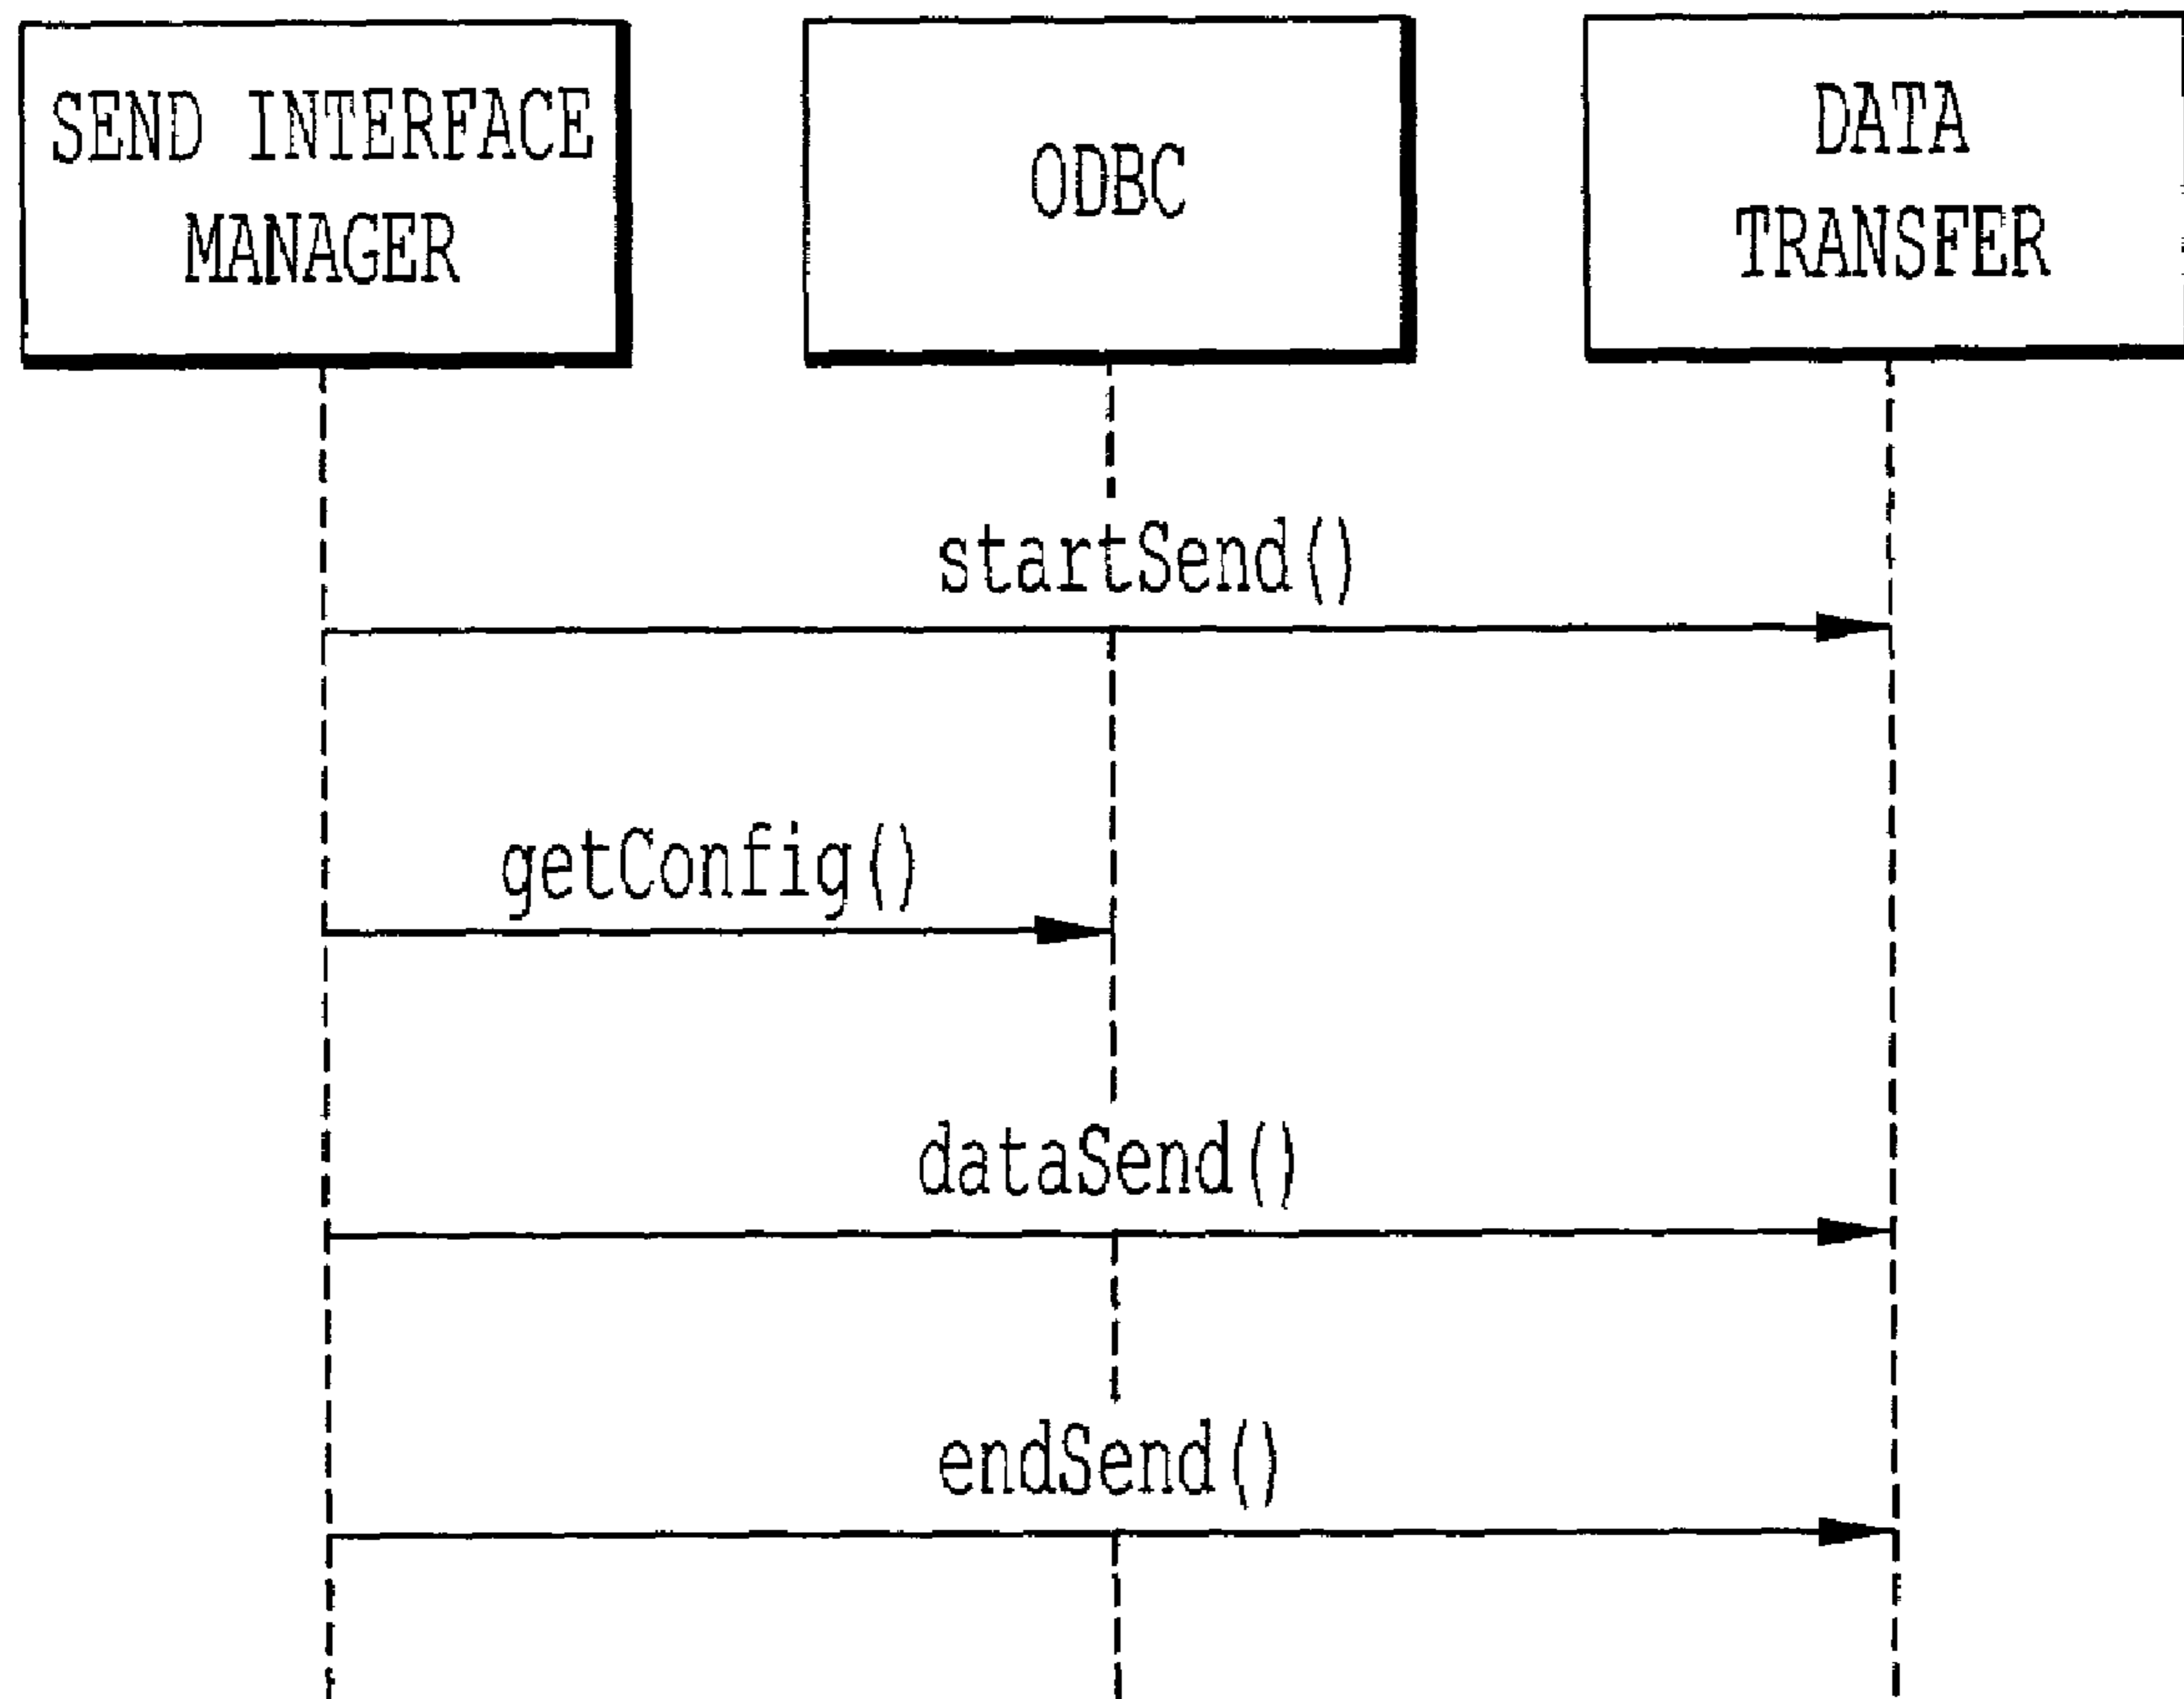 SEND INTERFACE
MANAGER
ODBC
DATA
TRANSFER
startSend()
getConfig()
dataSend()
endSend()